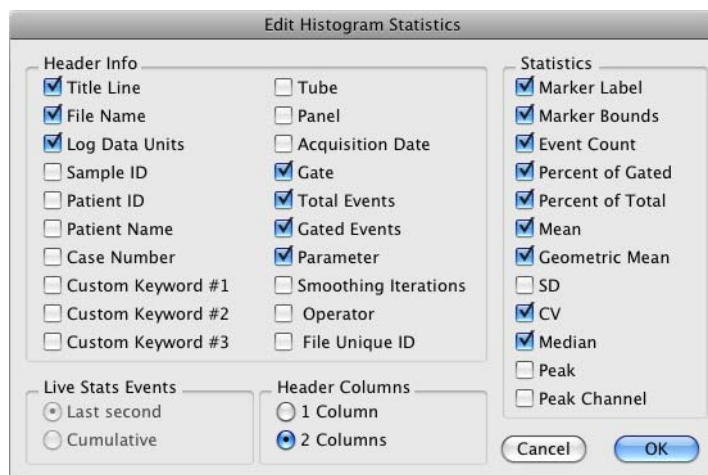 Edit Histogram Statistics
Header Info
Title Line
File Name
Log Data Units
Sample ID
Patient ID
Patient Name
Case Number
Custom Keyword #1
Custom Keyword #2
Custom Keyword #3
Tube
Panel
Acquisition Date
Gate
Total Events
Gated Events
Parameter
Smoothing Iterations
Operator
File Unique ID
Statistics
Marker Label
Marker Bounds
Event Count
Percent of Gated
Percent of Total
Mean
Geometric Mean
SD
CV
Median
Peak
Peak Channel
Live Stats Events
Last second
Cumulative
Header Columns
1 Column
2 Columns
Cancel
OK